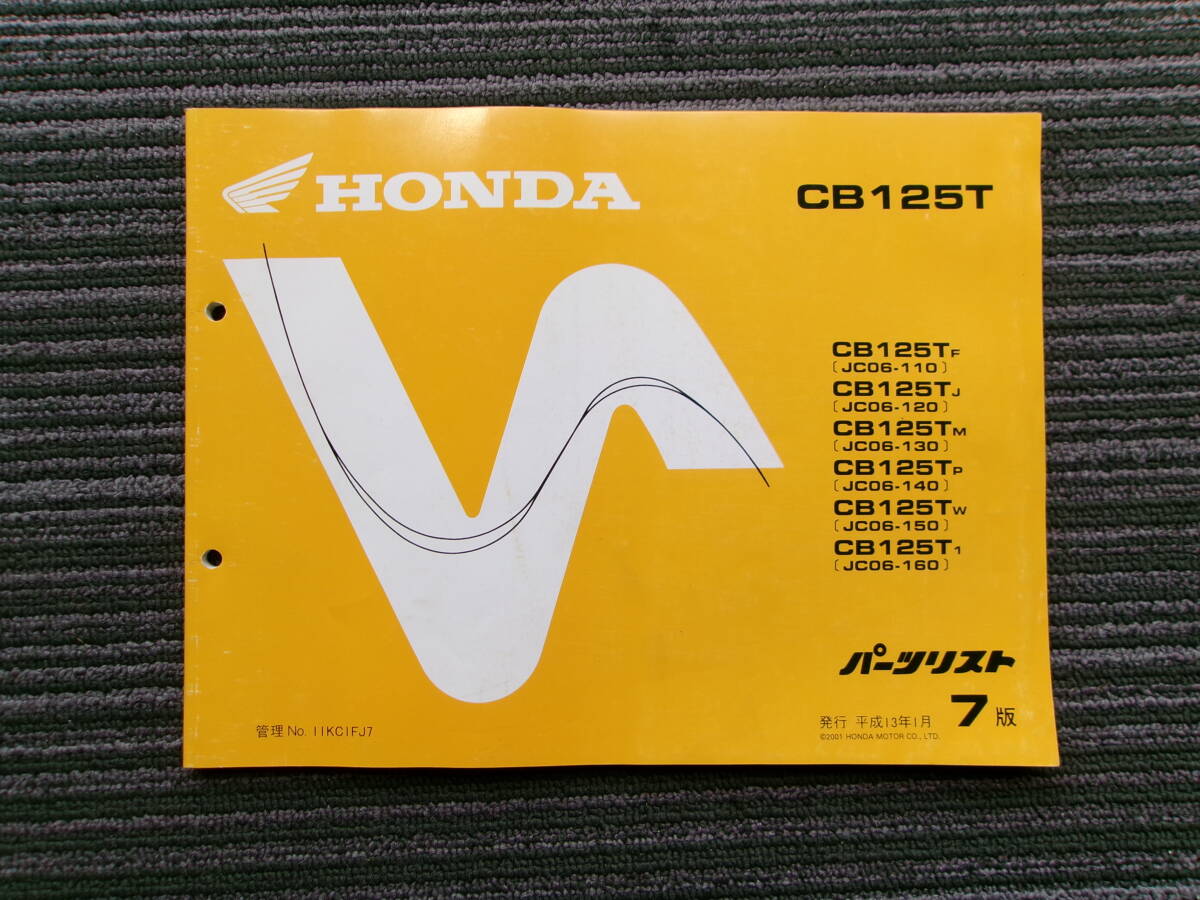 HONDA
CB125T
CB125TF
[JC06-110]
CB125TJ
[JC06-120]
CB125TM
[JC06-130]
CB125TP
[JC06-140]
CB125TW
[JC06-150]
CB125T1
[JC06-160]
パーツリスト
管理 No. 11KC1FJ7
発行 平成13年1月 7版
©2001 HONDA MOTOR CO., LTD.